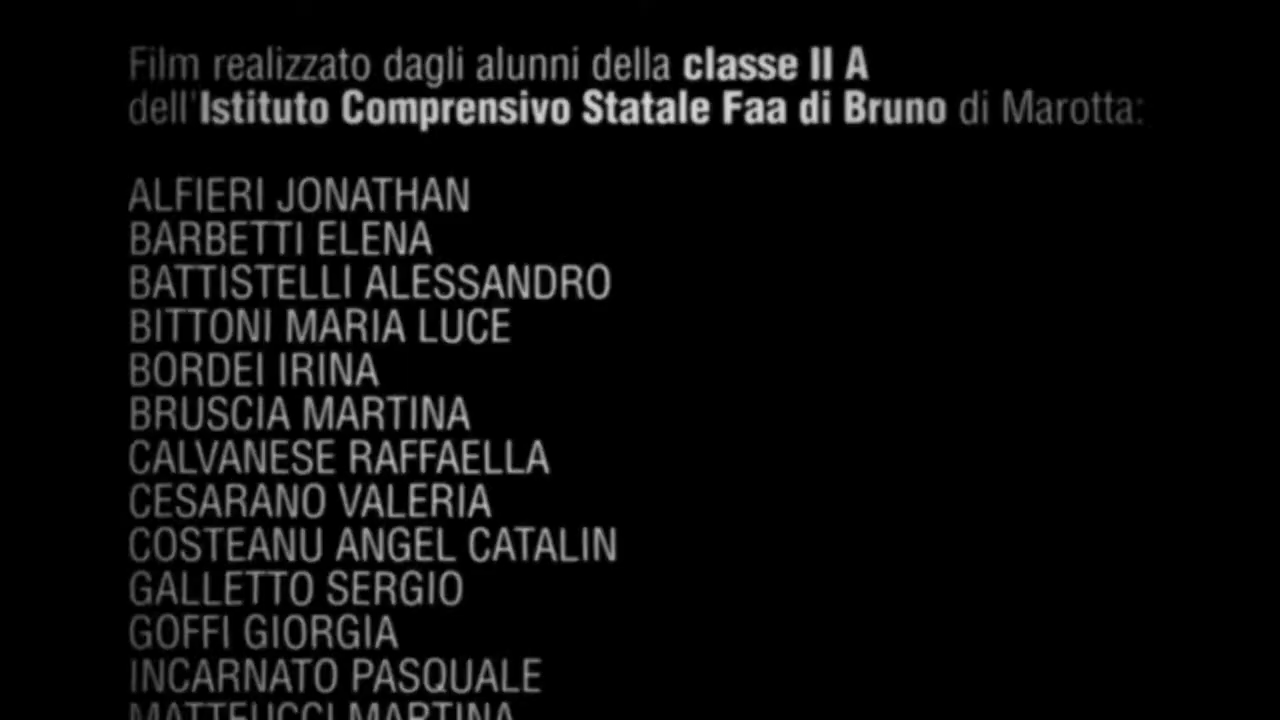 Film realizzato dagli alunni della classe II A
dell'Istituto Comprensivo Statale Faa di Bruno di Marotta:
ALFIERI JONATHAN
BARBETTI ELENA
BATTISTELLI ALESSANDRO
BITTONI MARIA LUCE
BORDEI IRINA
BRUSCIA MARTINA
CALVANESE RAFFAELLA
CESARANO VALERIA
COSTEANU ANGEL CATALIN
GALLETTO SERGIO
GOFFI GIORGIA
INCARNATO PASQUALE
MATTEUCCI MARTINA